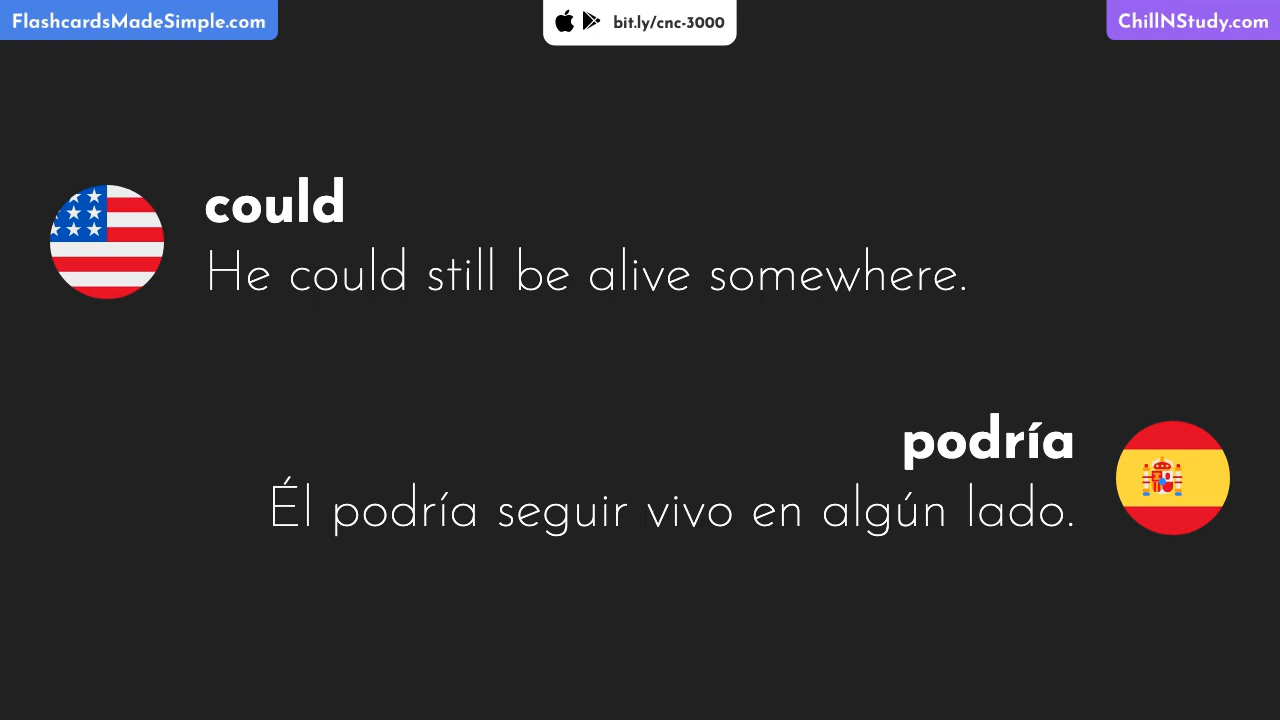 FlashcardsMadeSimple.com
bit.ly/cnc-3000
ChillNStudy.com
could
He could still be alive somewhere.
podría
Él podría seguir vivo en algún lado.